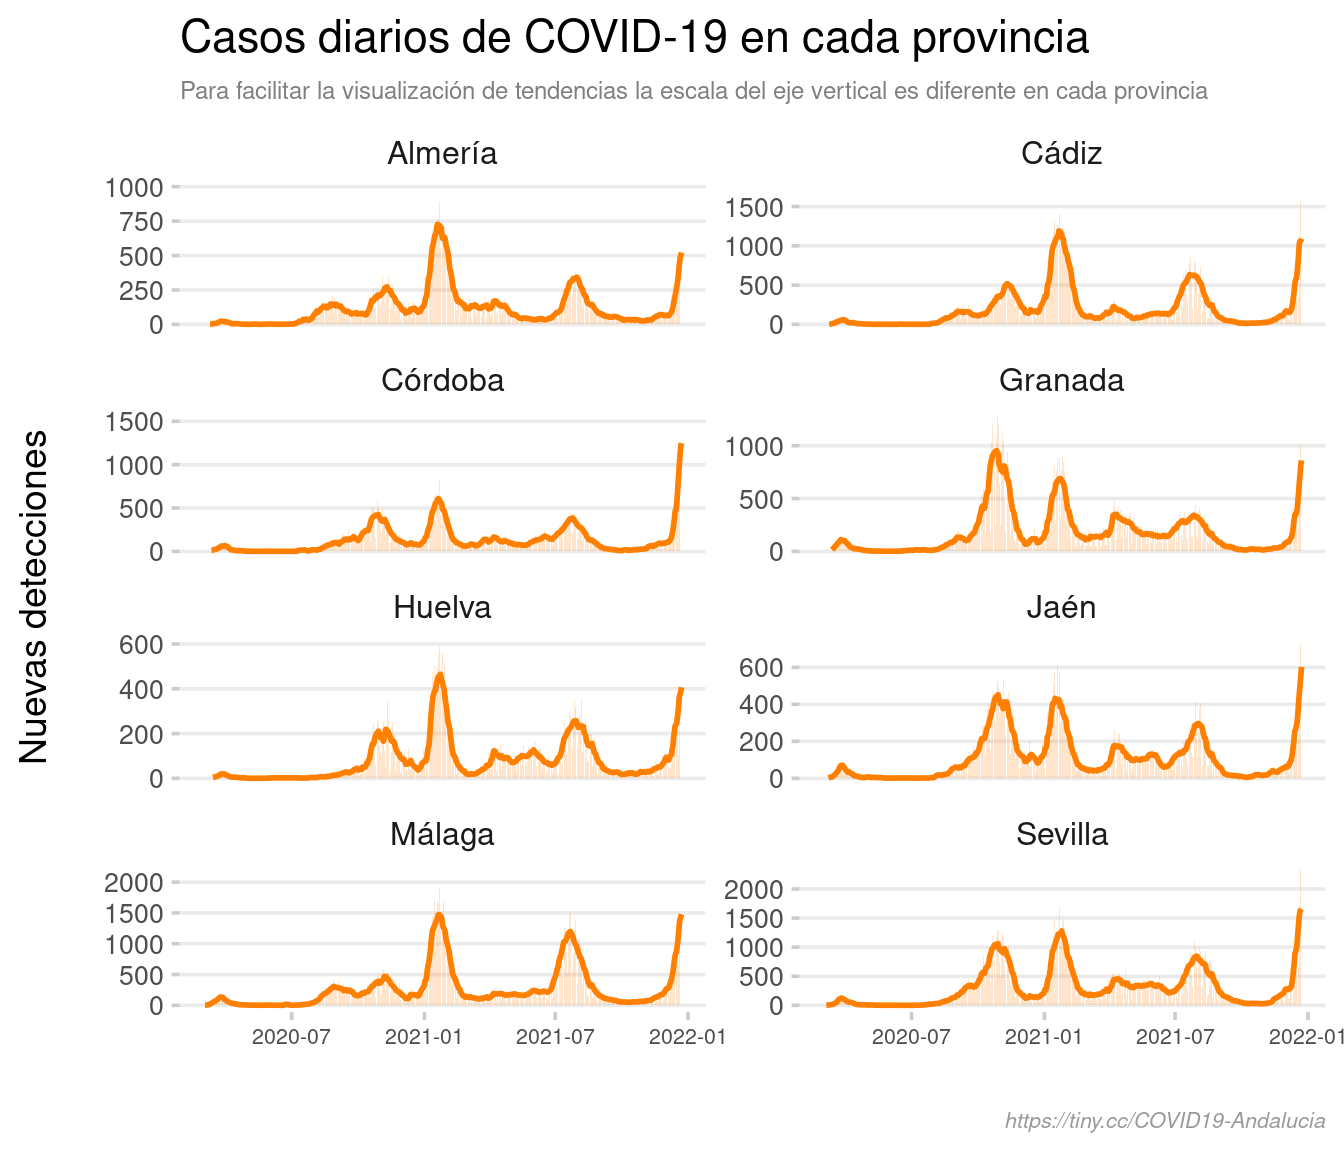 Casos diarios de COVID-19 en cada provincia
Para facilitar la visualización de tendencias la escala del eje vertical es diferente en cada provincia
Nuevas detecciones
Almería
1000
750
500
250
0
Cádiz
1500
1000
500
0
Córdoba
1500
1000
500
0
Granada
1000
500
0
Huelva
600
400
200
0
Jaén
600
400
200
0
Málaga
2000
1500
1000
500
0
2020-07 2021-01 2021-07 2022-01
Sevilla
2000
1500
1000
500
0
2020-07 2021-01 2021-07 2022-01
https://tiny.cc/COVID19-Andalucia